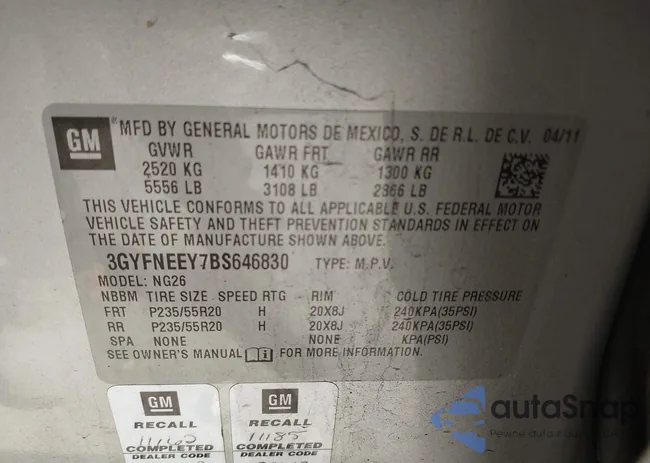 GM MFD BY GENERAL MOTORS DE MEXICO, S. DE R.L. DE C.V. 04/11
GVWR GAWR FRT GAWR RR
2520 KG 1410 KG 1300 KG
5556 LB 3108 LB 2866 LB
THIS VEHICLE CONFORMS TO ALL APPLICABLE U.S. FEDERAL MOTOR
VEHICLE SAFETY AND THEFT PREVENTION STANDARDS IN EFFECT ON
THE DATE OF MANUFACTURE SHOWN ABOVE.
3GYFNEEY7BS646830 TYPE: M.P.V.
MODEL: NG26
NBBM TIRE SIZE SPEED RTG RIM COLD TIRE PRESSURE
FRT P235/55R20 H 20X8J 240KPA(35PSI)
RR P235/55R20 H 20X8J 240KPA(35PSI)
SPA NONE NONE KPA(PSI)
SEE OWNER'S MANUAL i FOR MORE INFORMATION.
GM GM
RECALL RECALL
11185
COMPLETED COMPLETED
DEALER CODE DEALER CODE
autaSnap